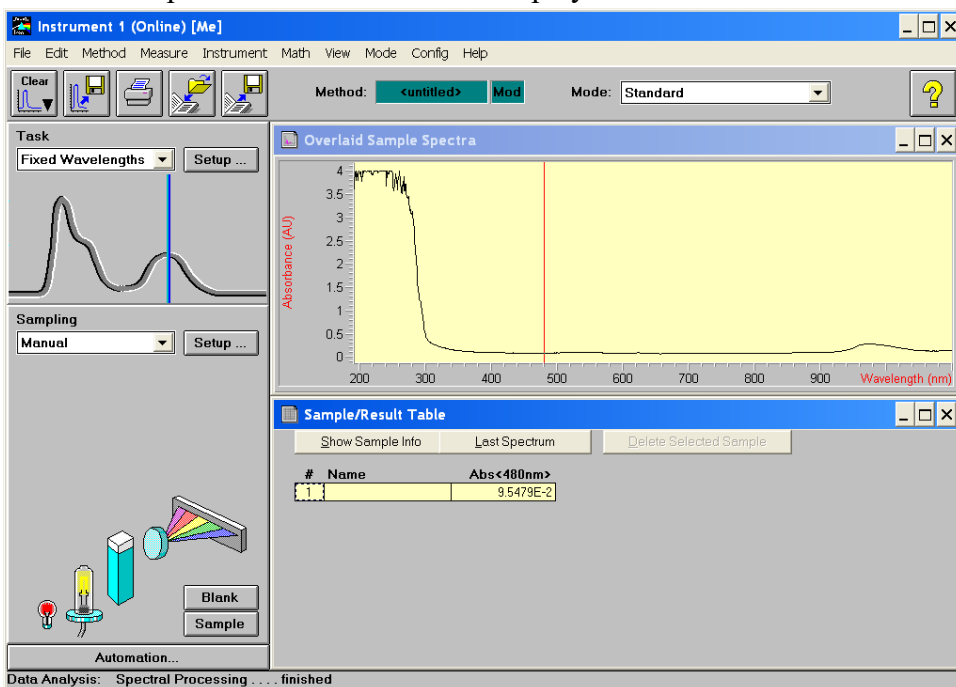 Instrument 1 (Online) [Me]
File Edit Method Measure Instrument Math View Mode Config Help
Clear
Method: <untitled> Mod Mode: Standard
Task
Fixed Wavelengths Setup ...
Sampling
Manual Setup ...
Blank
Sample
Automation...
Overlaid Sample Spectra
Absorbance (AU)
4
3.5
3
2.5
2
1.5
1
0.5
0
200 300 400 500 600 700 800 900 Wavelength (nm)
Sample/Result Table
Show Sample Info Last Spectrum Delete Selected Sample
# Name Abs<480nm>
1 9.5479E-2
Data Analysis: Spectral Processing . . . . finished